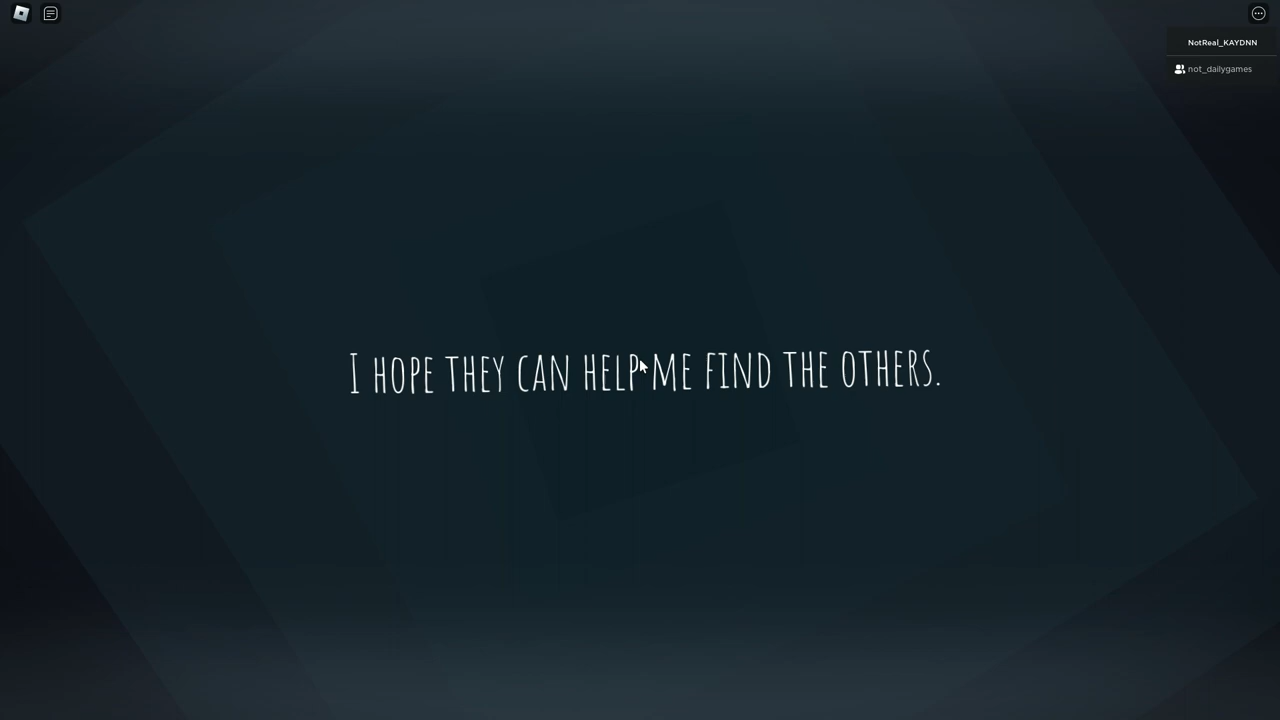 NotReal_KAYDNN
not_dailygames
I HOPE THEY CAN HELP ME FIND THE OTHERS.